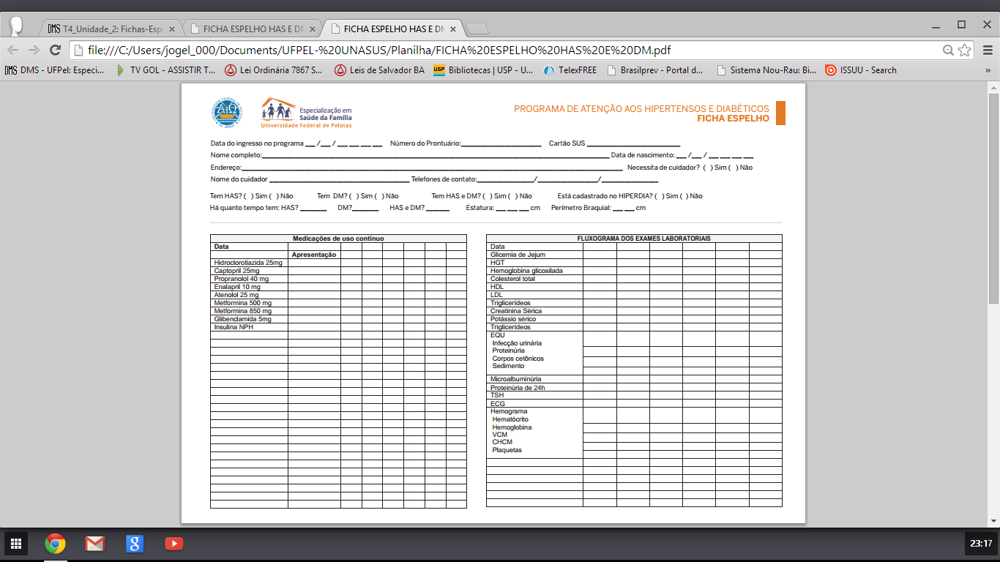 DMS T4_Unidade_2: Fichas-Esp
FICHA ESPELHO HAS E DM
FICHA ESPELHO HAS E DM
file:///C:/Users/jogel_000/Documents/UFPEL-%20UNASUS/Planilha/FICHA%20ESPELHO%20HAS%20E%20DM.pdf
DMS DMS - UFPel: Especi...
TV GOL - ASSISTIR T...
Lei Ordinária 7867 S...
Leis de Salvador BA
USP Bibliotecas | USP - U...
TelexFREE
Brasilprev - Portal d...
Sistema Nou-Rau: Bi...
ISSUU - Search
»
Especialização em
Saúde da Família
Universidade Federal de Pelotas
PROGRAMA DE ATENÇÃO AOS HIPERTENSOS E DIABÉTICOS
FICHA ESPELHO
Data do ingresso no programa ___ /___ / ___ ___ ___ ___ Número do Prontuário:____________________ Cartão SUS ____________________
Nome completo:____________________ Data de nascimento: ___ /___ / ___ ___ ___ ___
Endereço:____________________ Necessita de cuidador? ( ) Sim ( ) Não
Nome do cuidador ____________________ Telefones de contato:______________/______________/______________
Tem HAS? ( ) Sim ( ) Não Tem DM? ( ) Sim ( ) Não Tem HAS e DM? ( ) Sim ( ) Não Está cadastrado no HIPERDIA? ( ) Sim ( ) Não
Há quanto tempo tem: HAS? _______ DM?_______ HAS e DM? _______ Estatura: ___ ___ ___ cm Perímetro Braquial: ___ ___ cm
Medicações de uso contínuo
Data
Apresentação
Hidroclorotiazida 25mg
Captopril 25mg
Propranolol 40 mg
Enalapril 10 mg
Atenolol 25 mg
Metformina 500 mg
Metformina 850 mg
Glibenclamida 5mg
Insulina NPH
FLUXOGRAMA DOS EXAMES LABORATORIAIS
Data
Glicemia de Jejum
HGT
Hemoglobina glicosilada
Colesterol total
HDL
LDL
Triglicerídeos
Creatinina Sérica
Potássio sérico
Triglicerídeos
EQU
Infecção urinária
Proteinúria
Corpos cetônicos
Sedimento
Microalbuminúria
Proteinúria de 24h
TSH
ECG
Hemograma
Hematócrito
Hemoglobina
VCM
CHCM
Plaquetas
23:17